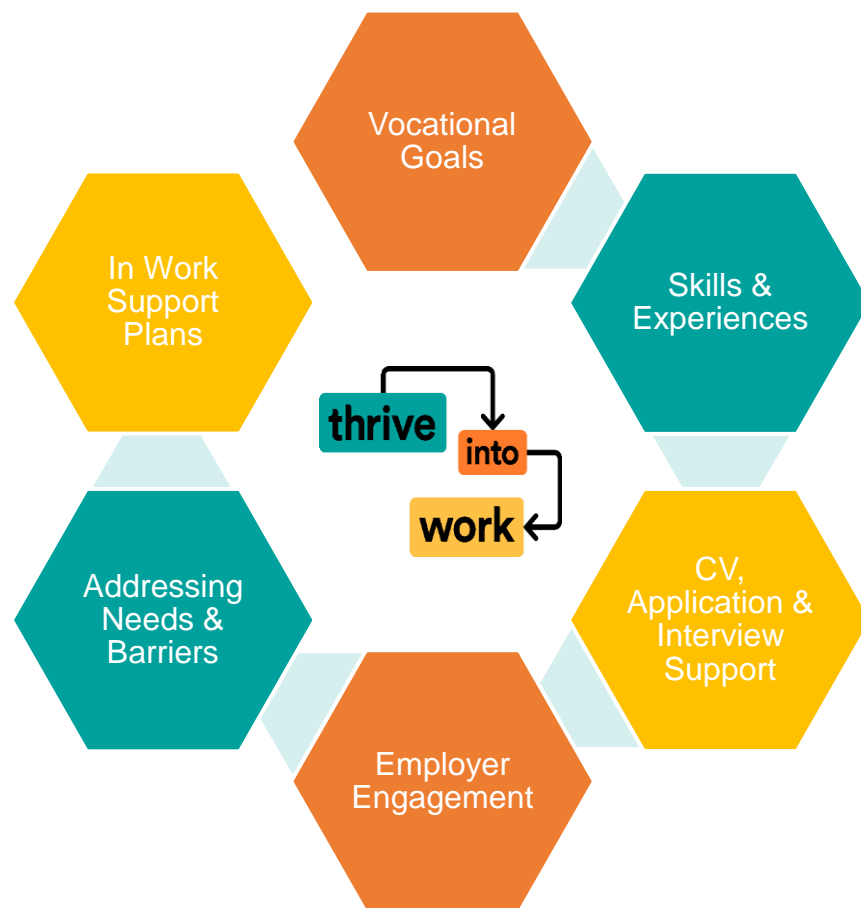 Vocational
Goals
Skills &
Experiences
CV,
Application &
Interview
Support
Employer
Engagement
Addressing
Needs &
Barriers
In Work
Support
Plans
thrive
into
work